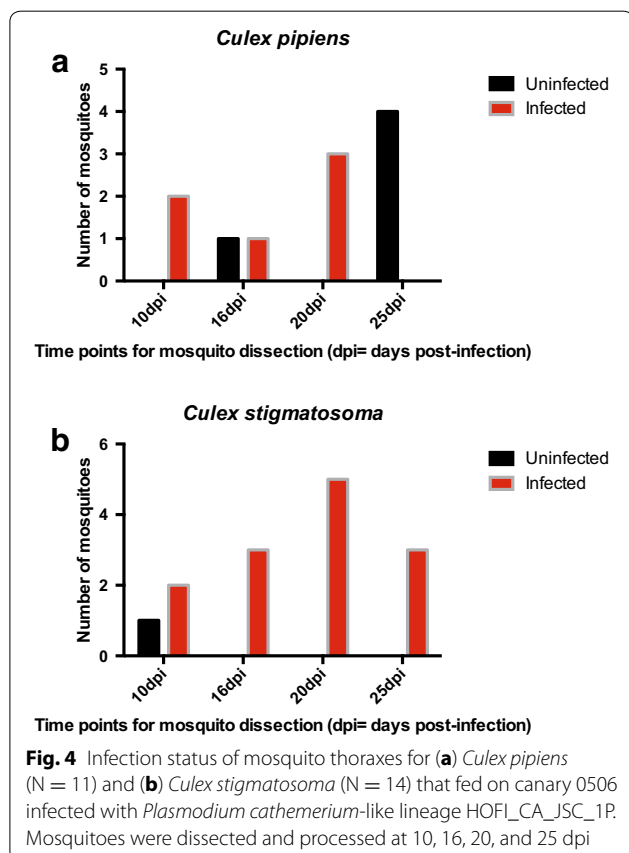 Culex pipiens
a
Uninfected
Infected
Number of mosquitoes
5
4
3
2
1
0
10dpi
16dpi
20dpi
25dpi
Time points for mosquito dissection (dpi= days post-infection)
Culex stigmatosoma
b
Uninfected
Infected
Number of mosquitoes
6
4
2
0
10dpi
16dpi
20dpi
25dpi
Time points for mosquito dissection (dpi= days post-infection)
Fig. 4 Infection status of mosquito thoraxes for (a) Culex pipiens
(N = 11) and (b) Culex stigmatosoma (N = 14) that fed on canary 0506
infected with Plasmodium cathemerium-like lineage HOFI_CA_JSC_1P.
Mosquitoes were dissected and processed at 10, 16, 20, and 25 dpi